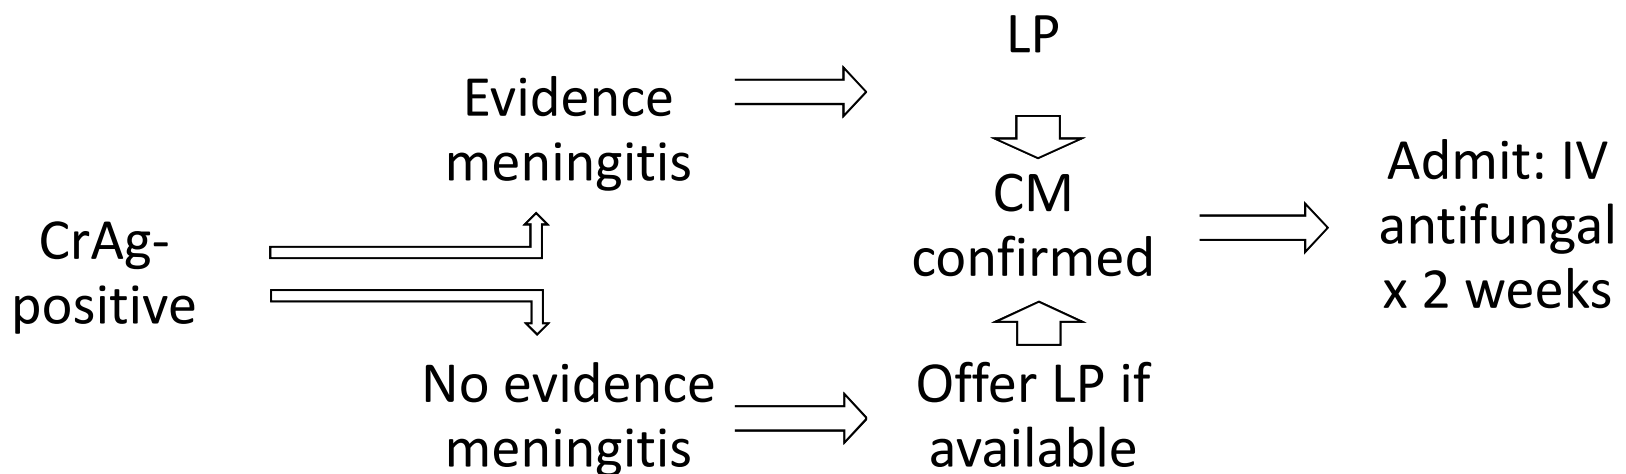 CrAg-
positive
Evidence
meningitis
No evidence
meningitis
LP
CM
confirmed
Offer LP if
available
Admit: IV
antifungal
x 2 weeks